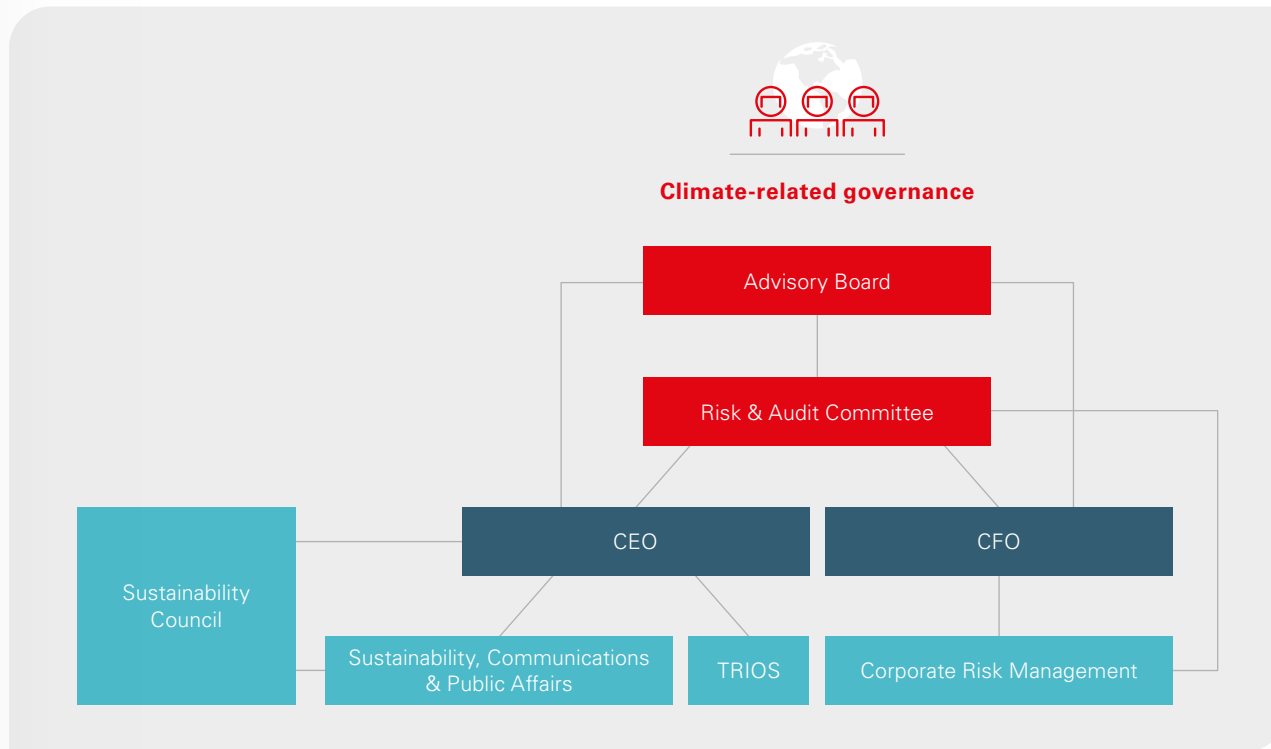 Climate-related governance
Advisory Board
Risk & Audit Committee
CEO
CFO
Sustainability
Council
Sustainability, Communications
& Public Affairs
TRIOS
Corporate Risk Management